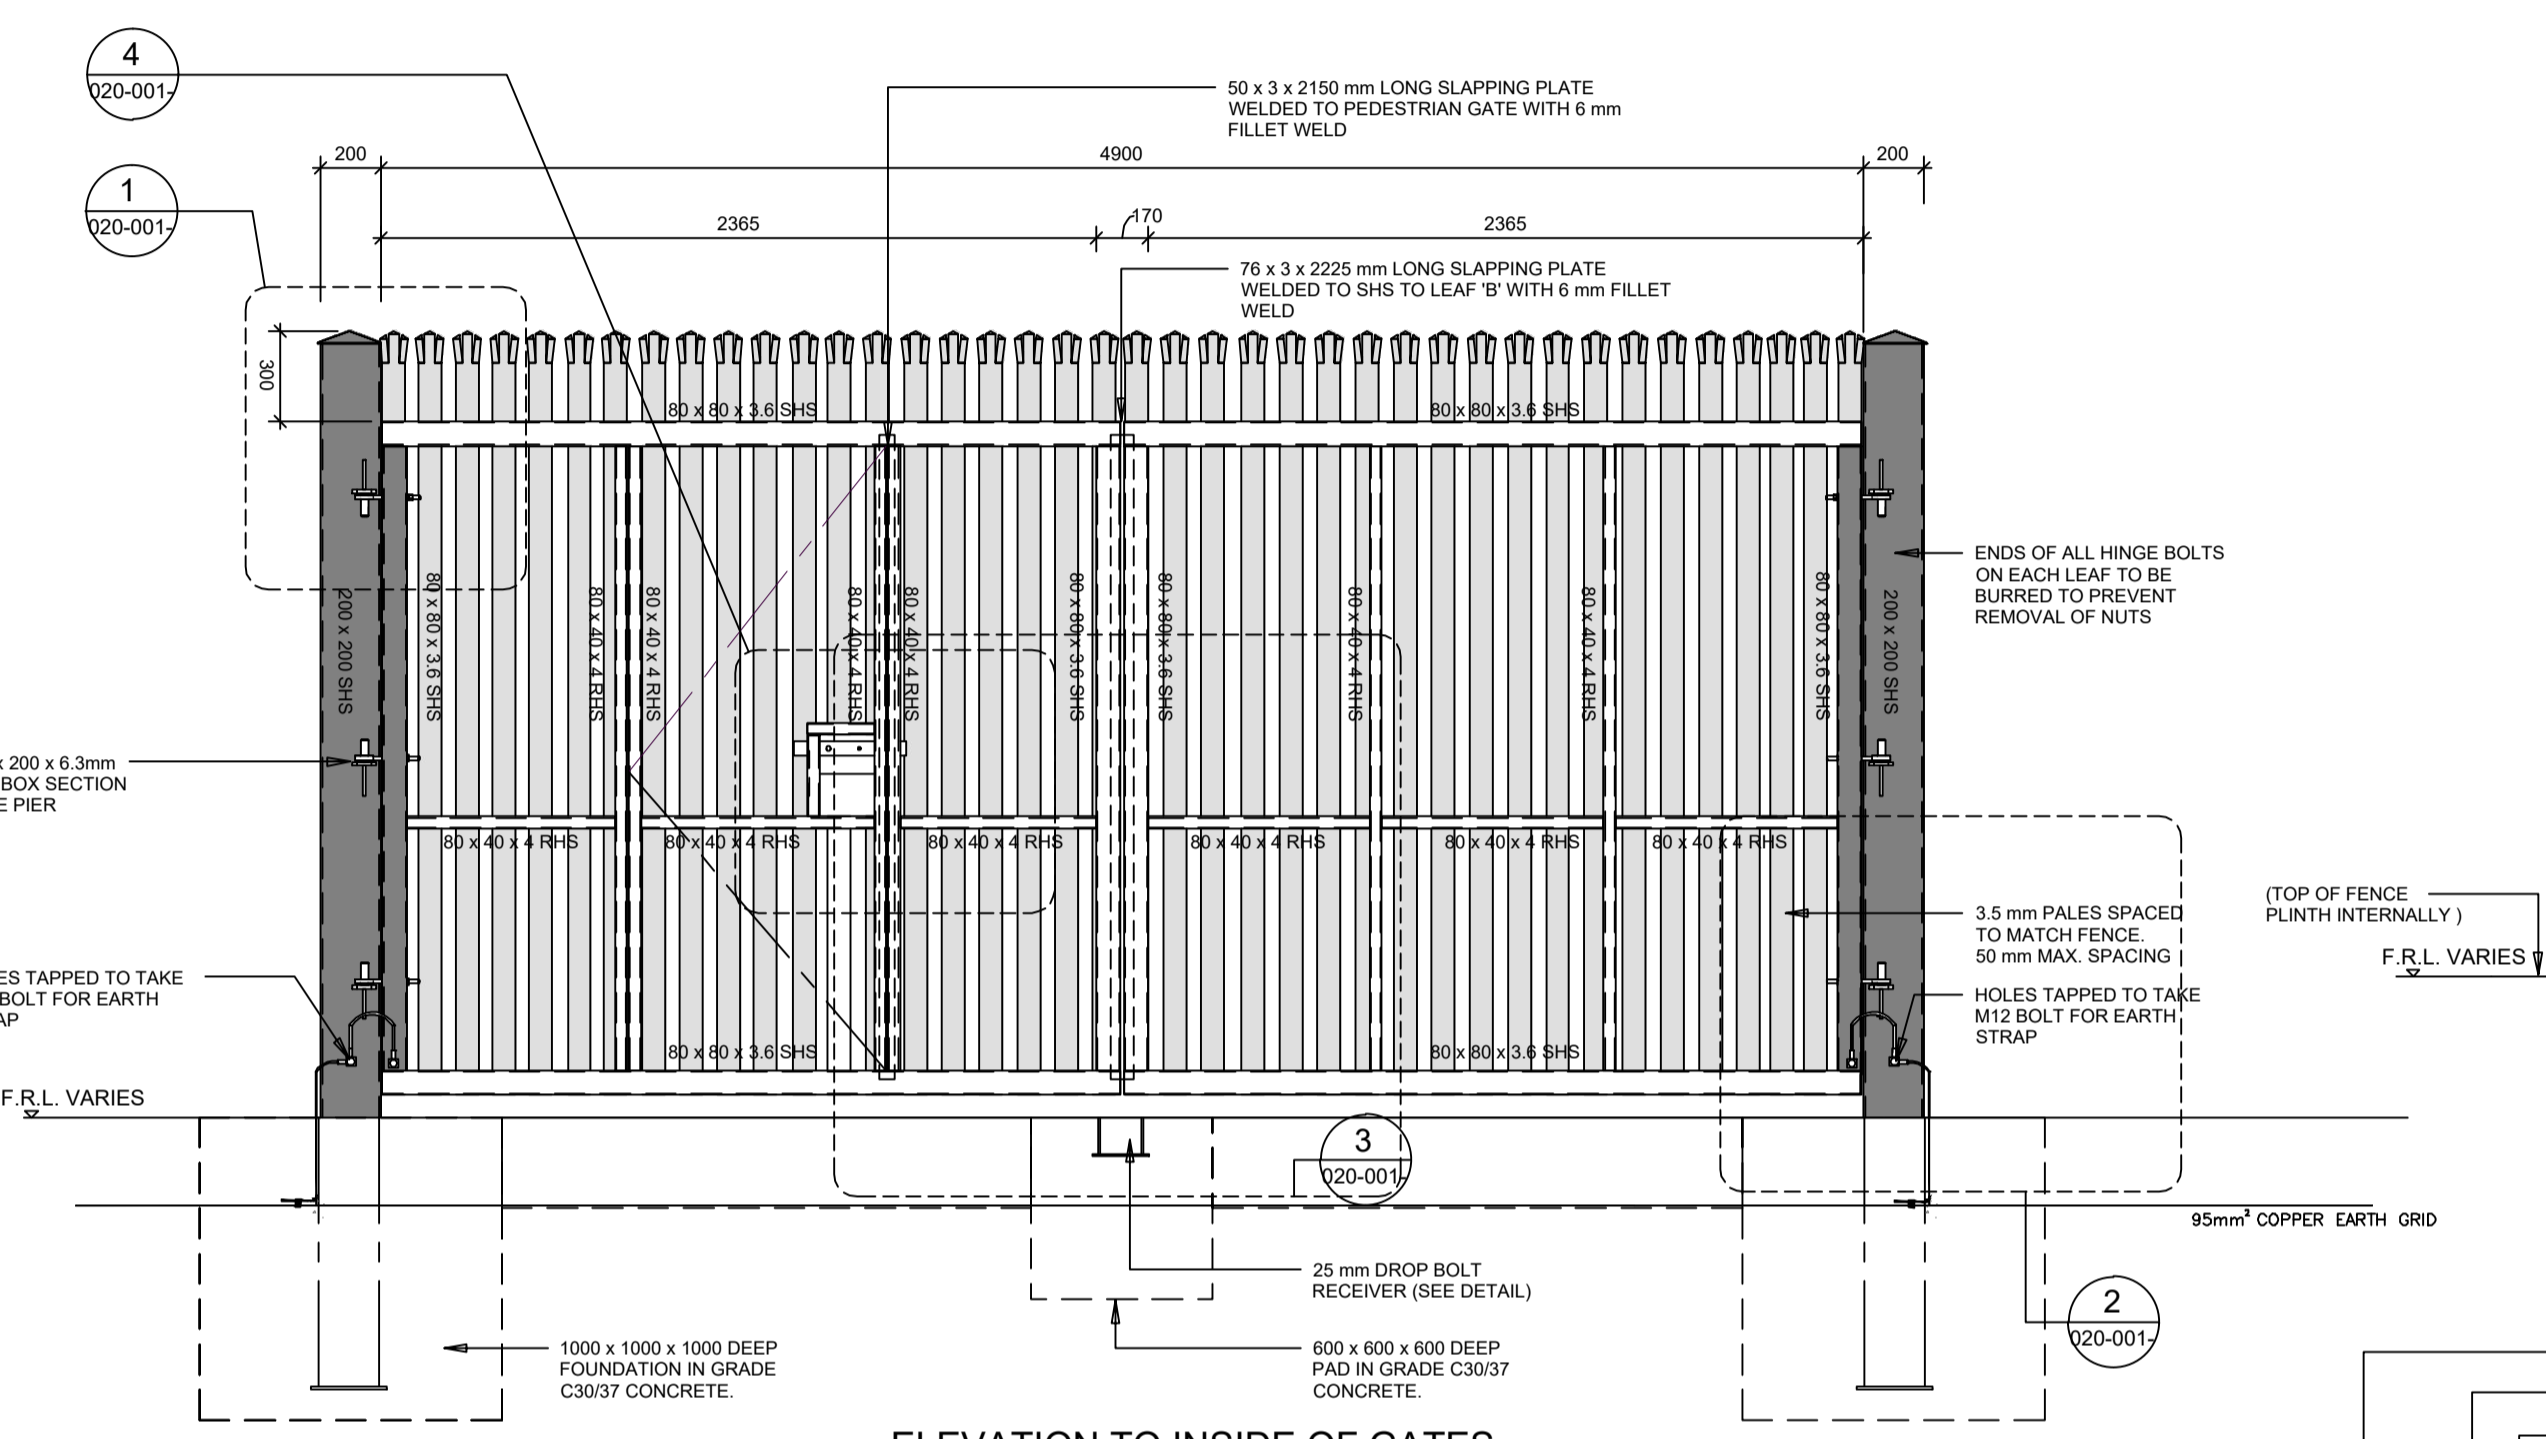 4
020-001-
1
020-001-
50 x 3 x 2150 mm LONG SLAPPING PLATE
WELDED TO PEDESTRIAN GATE WITH 6 mm
FILLET WELD
200
4900
200
2365
170
2365
76 x 3 x 2225 mm LONG SLAPPING PLATE
WELDED TO SHS TO LEAF 'B' WITH 6 mm FILLET
WELD
300
80 x 80 x 3.6 SHS
80 x 80 x 3.6 SHS
200 x 200 SHS
80 x 80 x 3.6 SHS
80 x 40 x 4 RHS
80 x 40 x 4 RHS
80 x 40 x 4 RHS
80 x 40 x 4 RHS
80 x 80 x 3.6 SHS
80 x 80 x 3.6 SHS
80 x 40 x 4 RHS
80 x 40 x 4 RHS
80 x 80 x 3.6 SHS
200 x 200 SHS
ENDS OF ALL HINGE BOLTS
ON EACH LEAF TO BE
BURRED TO PREVENT
REMOVAL OF NUTS
x 200 x 6.3mm
BOX SECTION
E PIER
80 x 40 x 4 RHS
80 x 40 x 4 RHS
80 x 40 x 4 RHS
80 x 40 x 4 RHS
80 x 40 x 4 RHS
80 x 40 x 4 RHS
3.5 mm PALES SPACED
TO MATCH FENCE.
50 mm MAX. SPACING
(TOP OF FENCE
PLINTH INTERNALLY )
F.R.L. VARIES
ES TAPPED TO TAKE
BOLT FOR EARTH
AP
HOLES TAPPED TO TAKE
M12 BOLT FOR EARTH
STRAP
80 x 80 x 3.6 SHS
80 x 80 x 3.6 SHS
F.R.L. VARIES
3
020-001-
95mm² COPPER EARTH GRID
25 mm DROP BOLT
RECEIVER (SEE DETAIL)
2
020-001-
1000 x 1000 x 1000 DEEP
FOUNDATION IN GRADE
C30/37 CONCRETE.
600 x 600 x 600 DEEP
PAD IN GRADE C30/37
CONCRETE.
ELEVATION TO INSIDE OF GATES